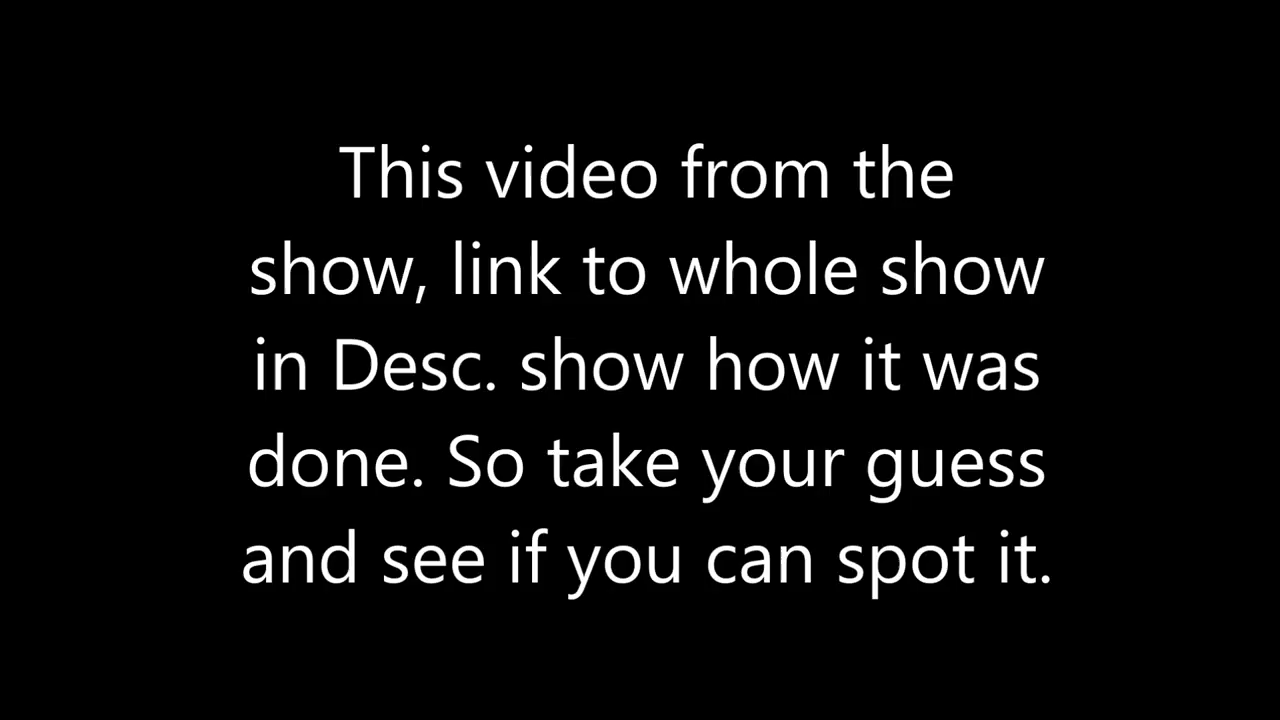 This video from the
show, link to whole show
in Desc. show how it was
done. So take your guess
and see if you can spot it.